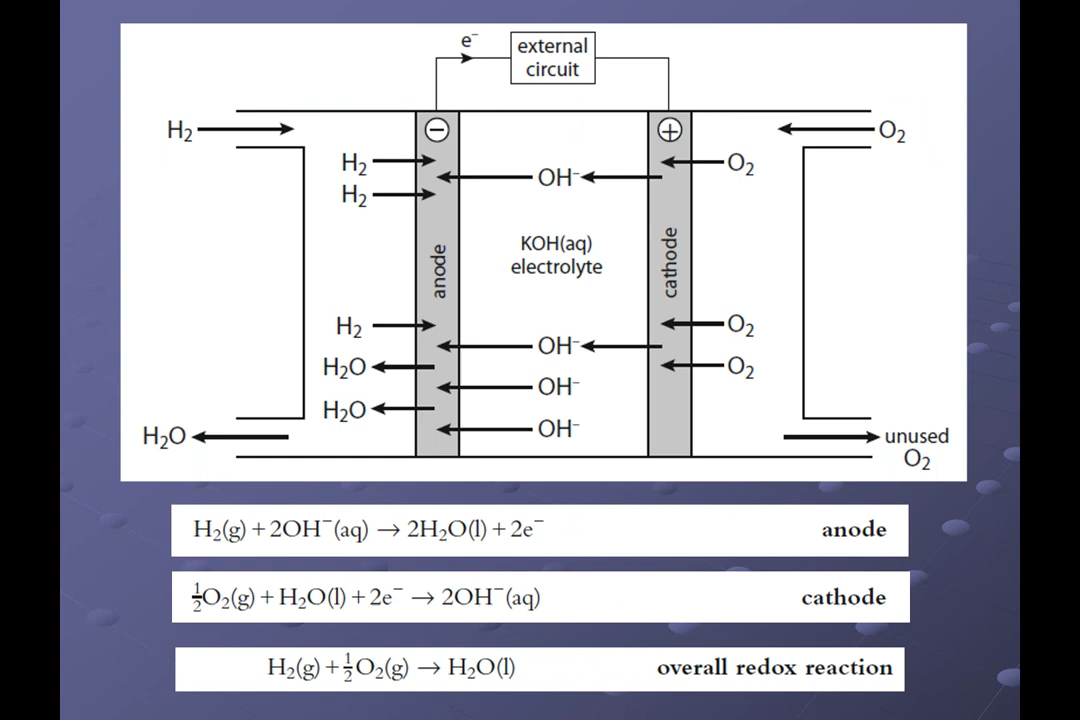 e⁻
external
circuit
H₂
−
+
O₂
H₂
OH⁻
O₂
H₂
KOH(aq)
electrolyte
anode
cathode
H₂
O₂
OH⁻
H₂O
O₂
OH⁻
H₂O
OH⁻
H₂O
unused
O₂
H₂(g) + 2OH⁻(aq) → 2H₂O(l) + 2e⁻ anode
½O₂(g) + H₂O(l) + 2e⁻ → 2OH⁻(aq) cathode
H₂(g) + ½O₂(g) → H₂O(l) overall redox reaction